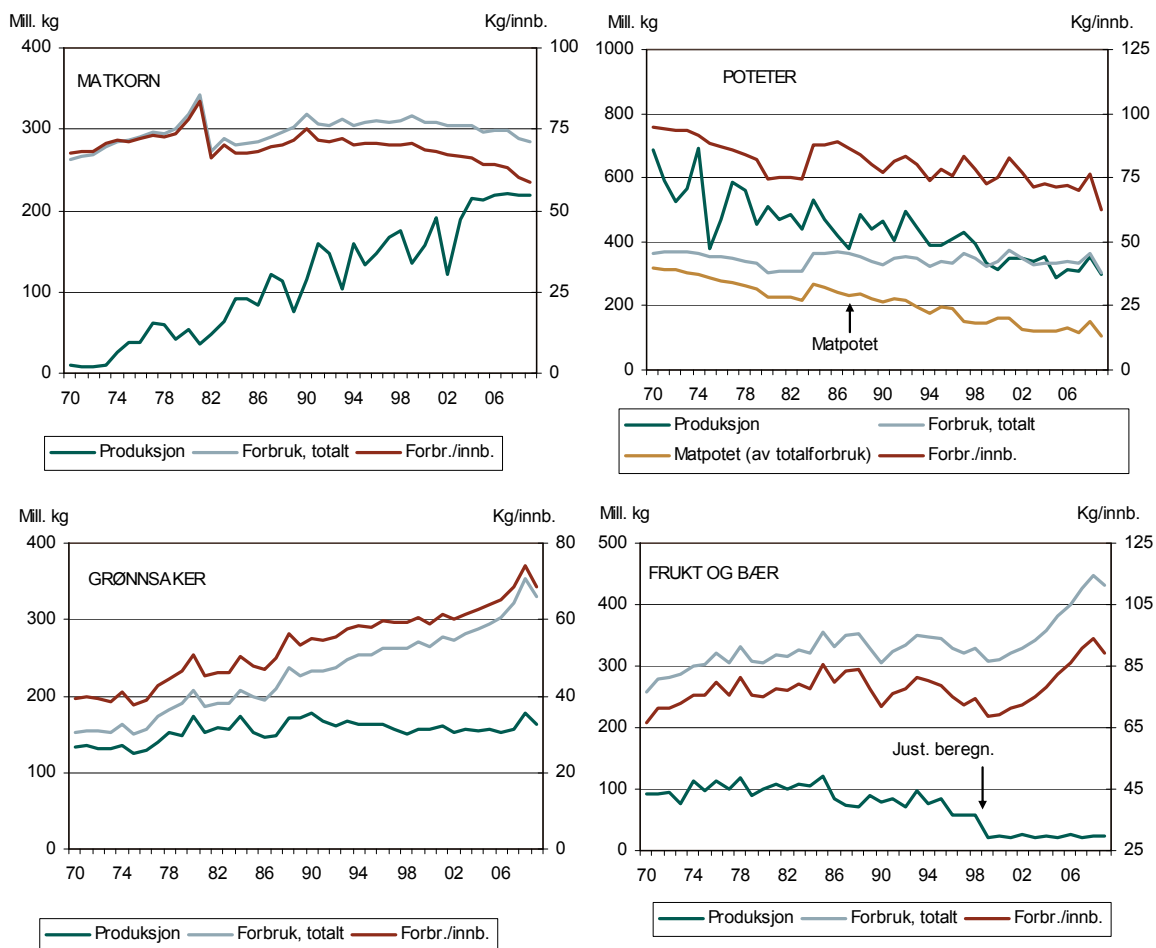 Mill. kg
Kg/innb.
MATKORN
400
300
200
100
0
100
75
50
25
0
70 74 78 82 86 90 94 98 02 06
Produksjon Forbruk, totalt Forbr./innb.
Mill. kg
Kg/innb.
POTETER
1000
800
600
400
200
0
125
100
75
50
25
0
Matpotet
70 74 78 82 86 90 94 98 02 06
Produksjon Forbruk, totalt
Matpotet (av totalforbruk) Forbr./innb.
Mill. kg
Kg/innb.
GRØNNSAKER
400
300
200
100
0
80
60
40
20
0
70 74 78 82 86 90 94 98 02 06
Produksjon Forbruk, totalt Forbr./innb.
Mill. kg
Kg/innb.
FRUKT OG BÆR
500
400
300
200
100
0
125
105
85
65
45
25
Just. beregn.
70 74 78 82 86 90 94 98 02 06
Produksjon Forbruk, totalt Forbr./innb.